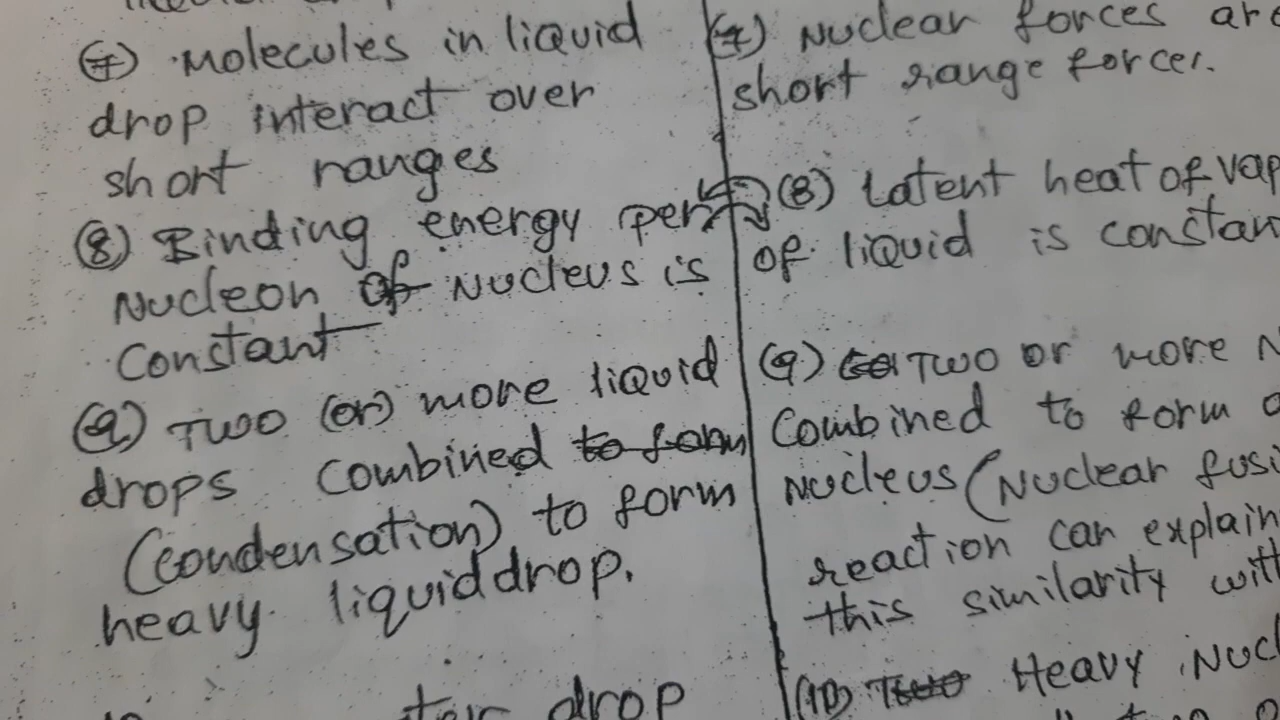 (7) Molecules in liquid
drop interact over
short ranges
(8) Binding energy per
Nucleon of Nucleus is
Constant
(9) Two (or) more liquid
drops combined to form
(condensation) to form
heavy liquid drop.
drop
(7) Nuclear forces are
short range forces.
(8) Latent heat of vap
of liquid is constan
(9) Two or more N
Combined to form a
nucleus (Nuclear fusi
reaction can explain
this similarity with
(10) Two Heavy Nucl